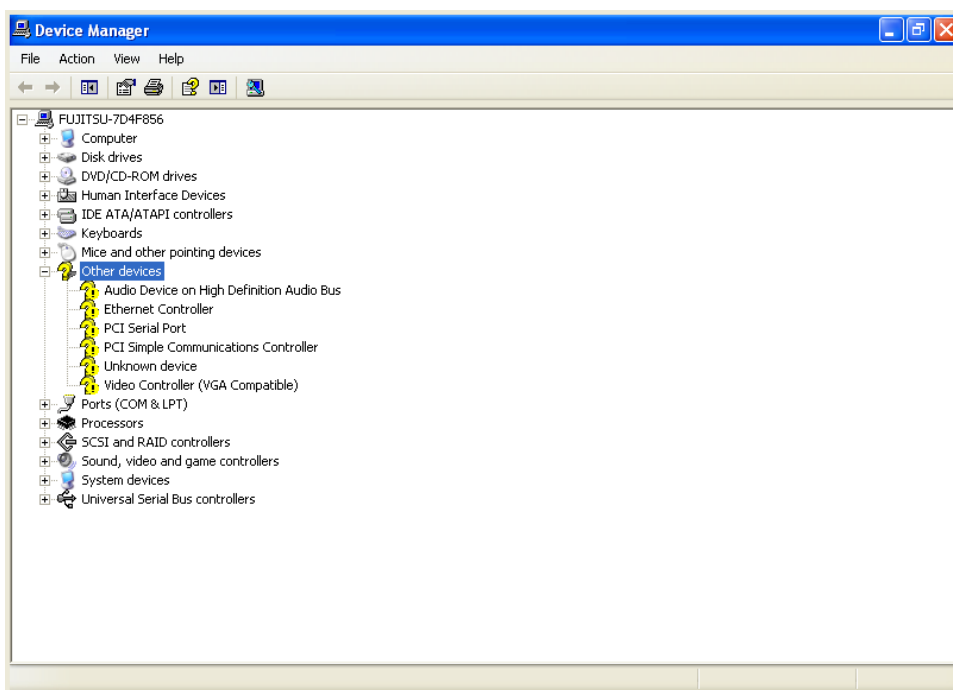 Device Manager
File Action View Help
FUJITSU-7D4F856
Computer
Disk drives
DVD/CD-ROM drives
Human Interface Devices
IDE ATA/ATAPI controllers
Keyboards
Mice and other pointing devices
Other devices
Audio Device on High Definition Audio Bus
Ethernet Controller
PCI Serial Port
PCI Simple Communications Controller
Unknown device
Video Controller (VGA Compatible)
Ports (COM & LPT)
Processors
SCSI and RAID controllers
Sound, video and game controllers
System devices
Universal Serial Bus controllers